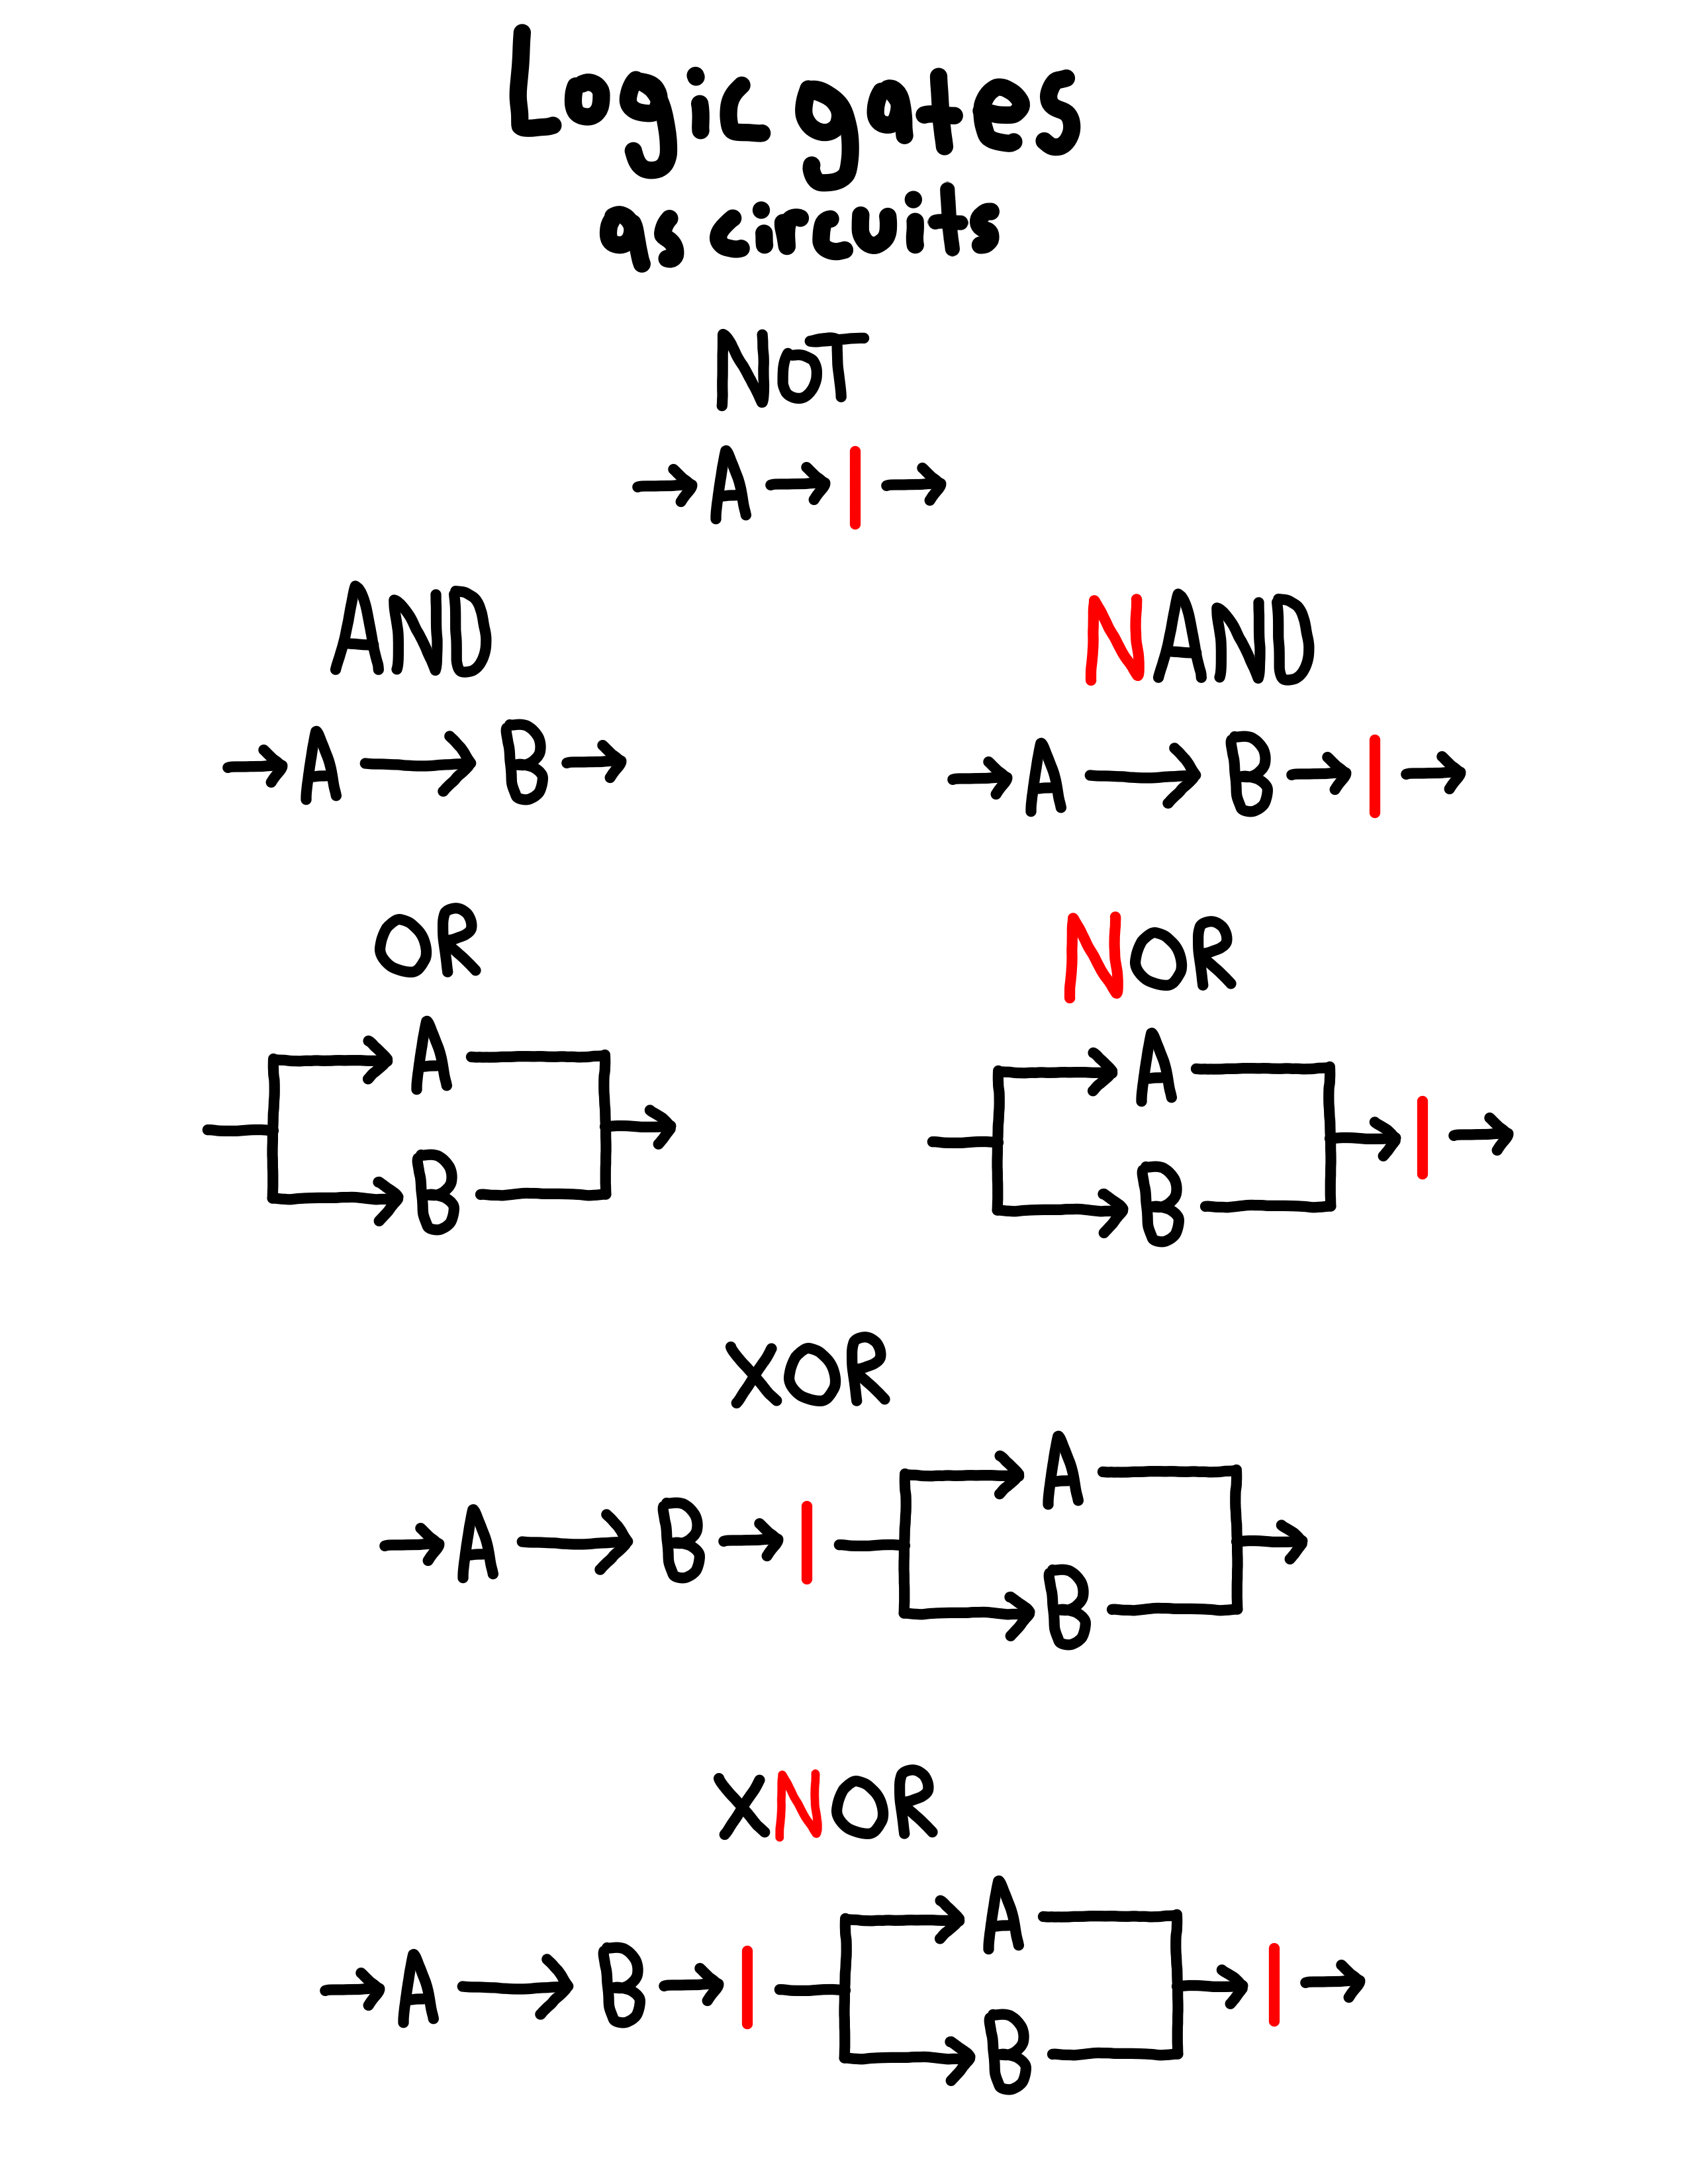 Logic gates
as circuits
NOT
A
AND
NAND
A B
A B
OR
NOR
A
A
B
B
XOR
A
A B
B
XNOR
A
A B
B